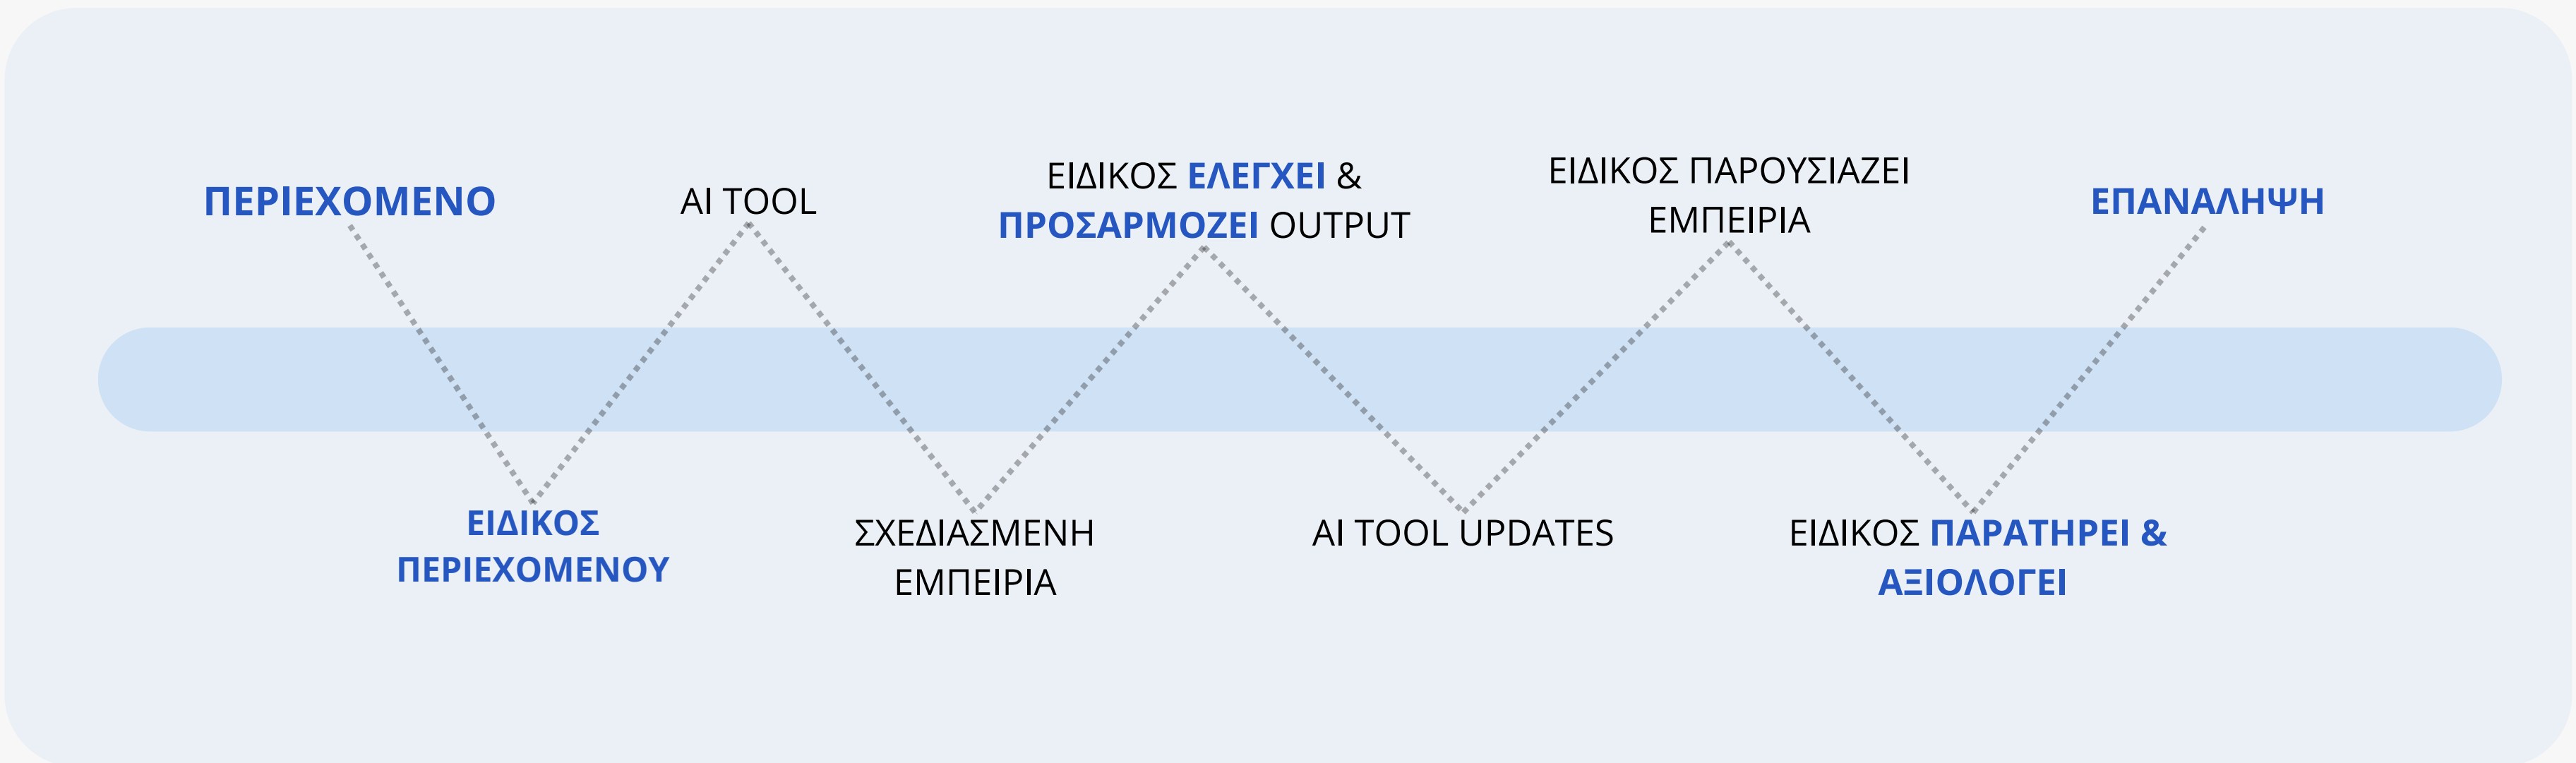 ΠΕΡΙΕΧΟΜΕΝΟ
ΕΙΔΙΚΟΣ
ΠΕΡΙΕΧΟΜΕΝΟΥ
AI TOOL
ΣΧΕΔΙΑΣΜΕΝΗ
ΕΜΠΕΙΡΙΑ
ΕΙΔΙΚΟΣ ΕΛΕΓΧΕΙ &
ΠΡΟΣΑΡΜΟΖΕΙ OUTPUT
AI TOOL UPDATES
ΕΙΔΙΚΟΣ ΠΑΡΟΥΣΙΑΖΕΙ
ΕΜΠΕΙΡΙΑ
ΕΙΔΙΚΟΣ ΠΑΡΑΤΗΡΕΙ &
ΑΞΙΟΛΟΓΕΙ
ΕΠΑΝΑΛΗΨΗ